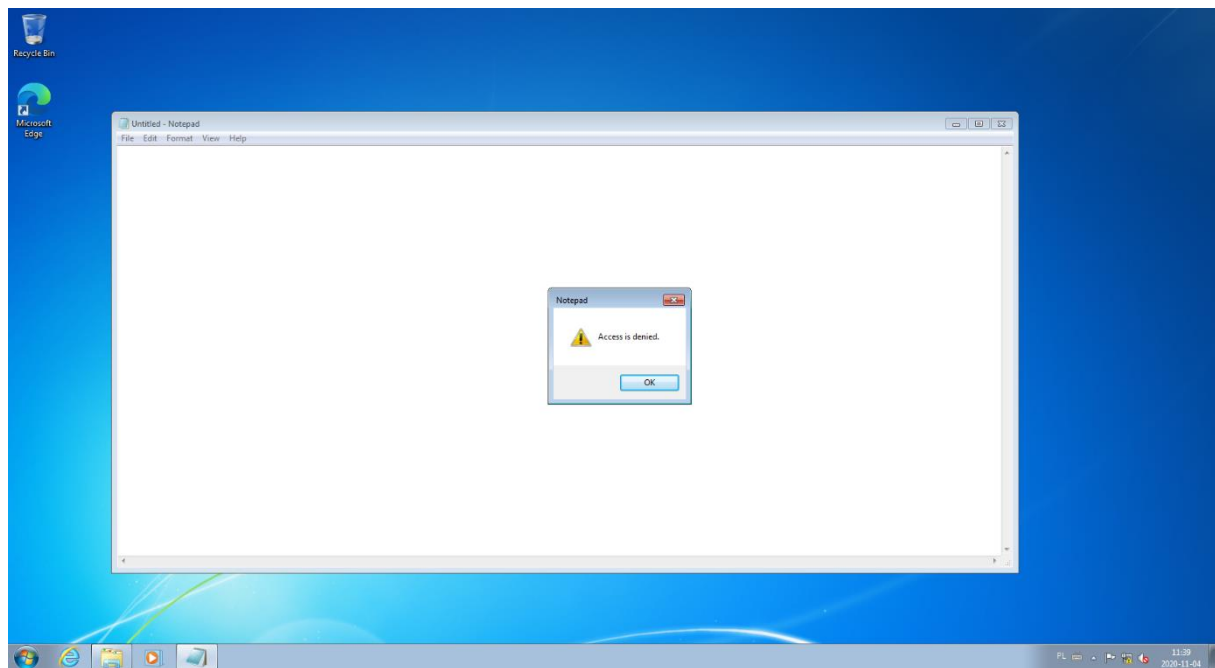 Recycle Bin
Microsoft
Edge
Untitled - Notepad
File Edit Format View Help
Notepad
Access is denied.
OK
PL
11:39
2020-11-04